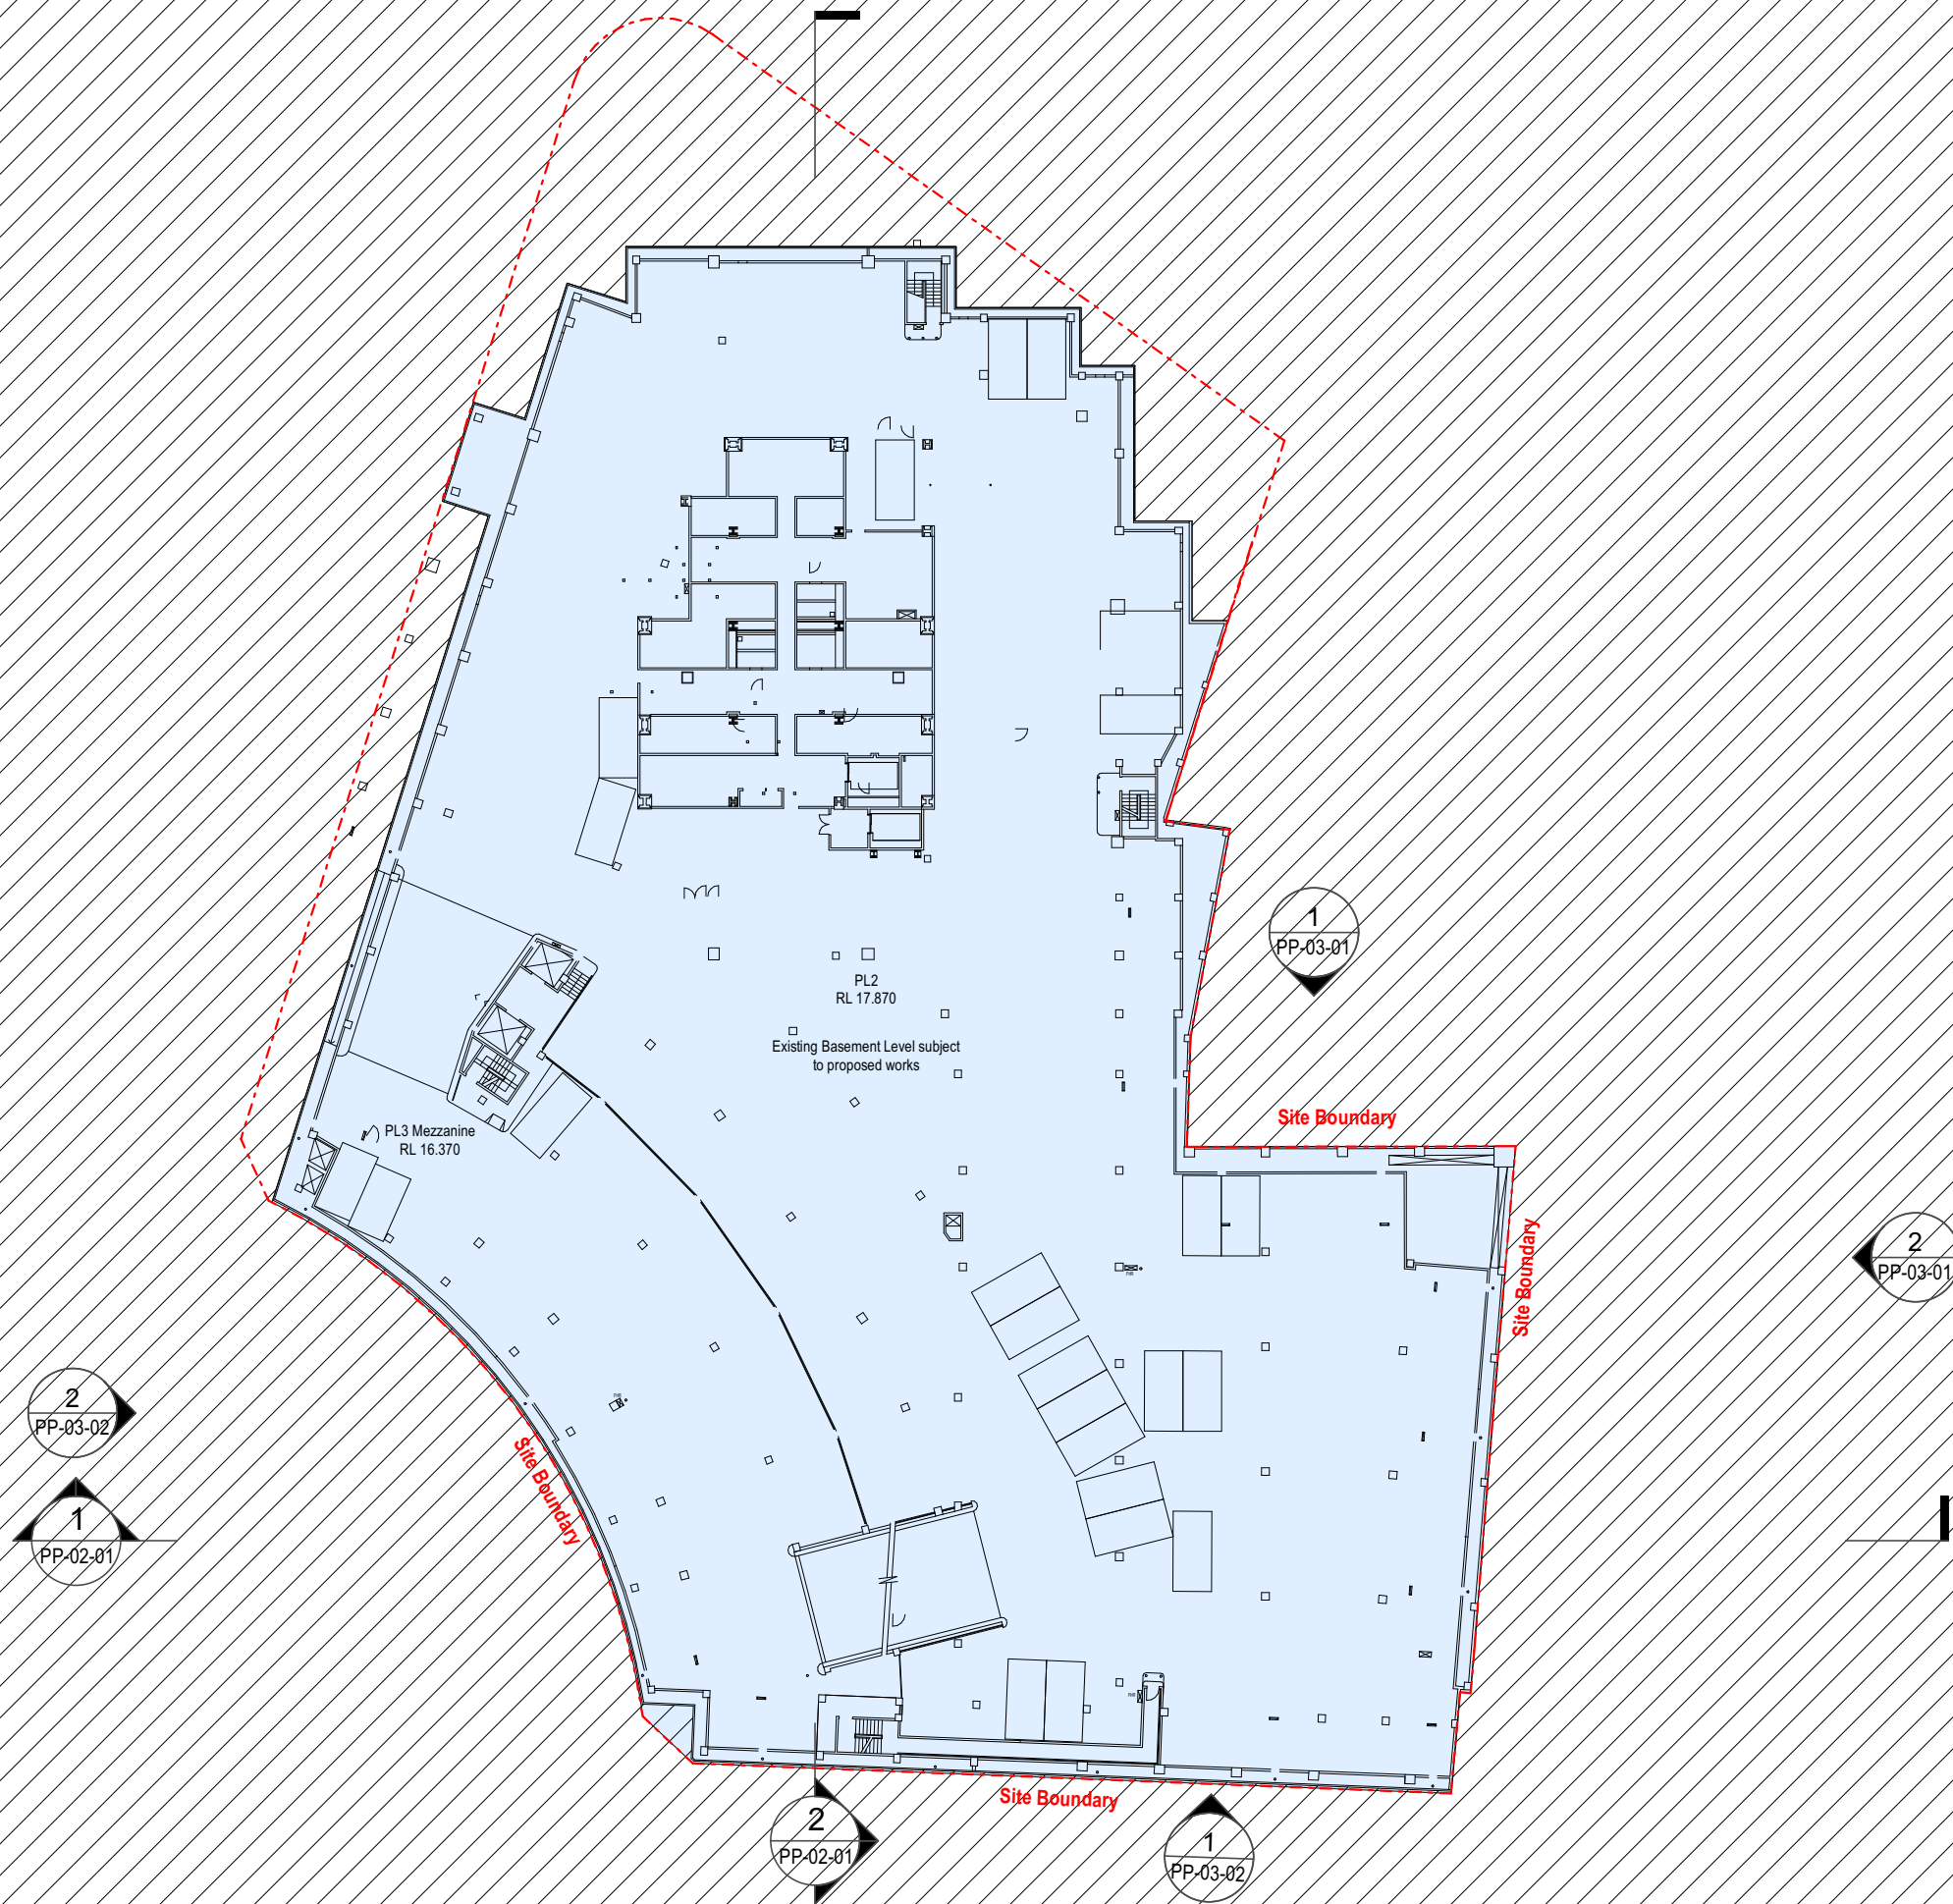 1
PP-03-01
PL2
RL 17.870
Existing Basement Level subject
to proposed works
Site Boundary
PL3 Mezzanine
RL 16.370
Site Boundary
2
PP-03-01
2
PP-03-02
Site Boundary
1
PP-02-01
Site Boundary
2
PP-02-01
1
PP-03-02